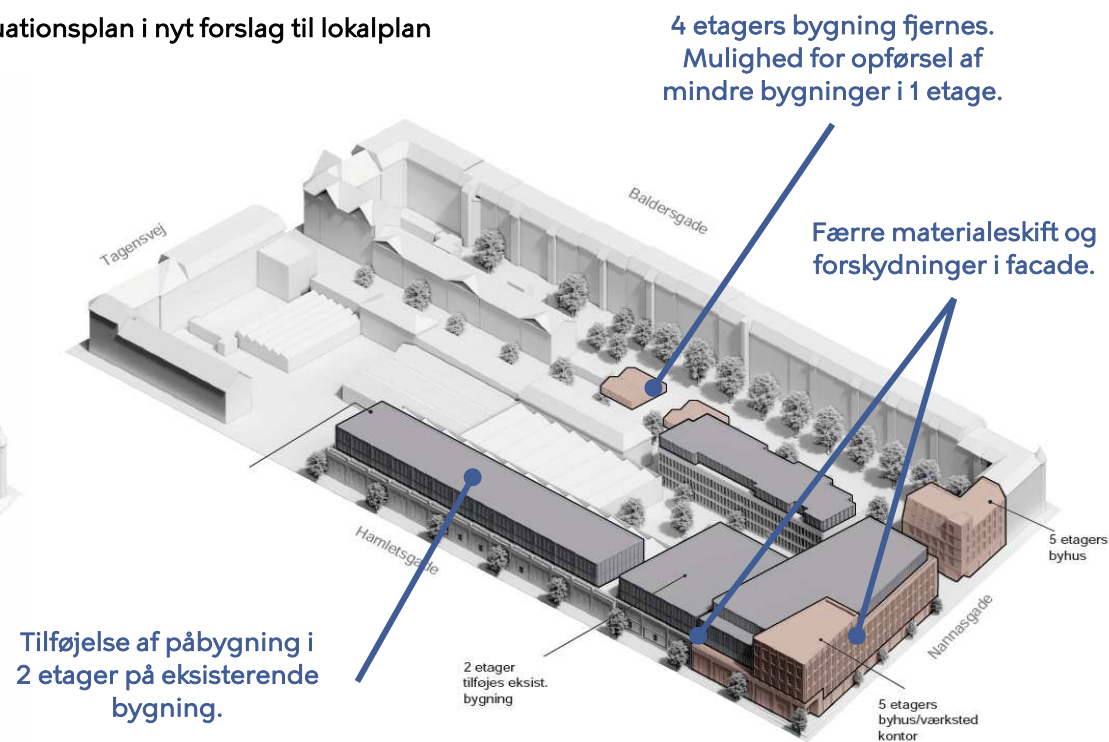 uationsplan i nyt forslag til lokalplan
4 etagers bygning fjernes.
Mulighed for opførsel af
mindre bygninger i 1 etage.
Baldersgade
Tagensvej
Færre materialeskift og
forskydninger i facade.
Hamletsgade
5 etagers
byhus
Nannasgade
Tilføjelse af påbygning i
2 etager på eksisterende
bygning.
2 etager
tilføjes eksist.
bygning
5 etagers
byhus/værksted
kontor